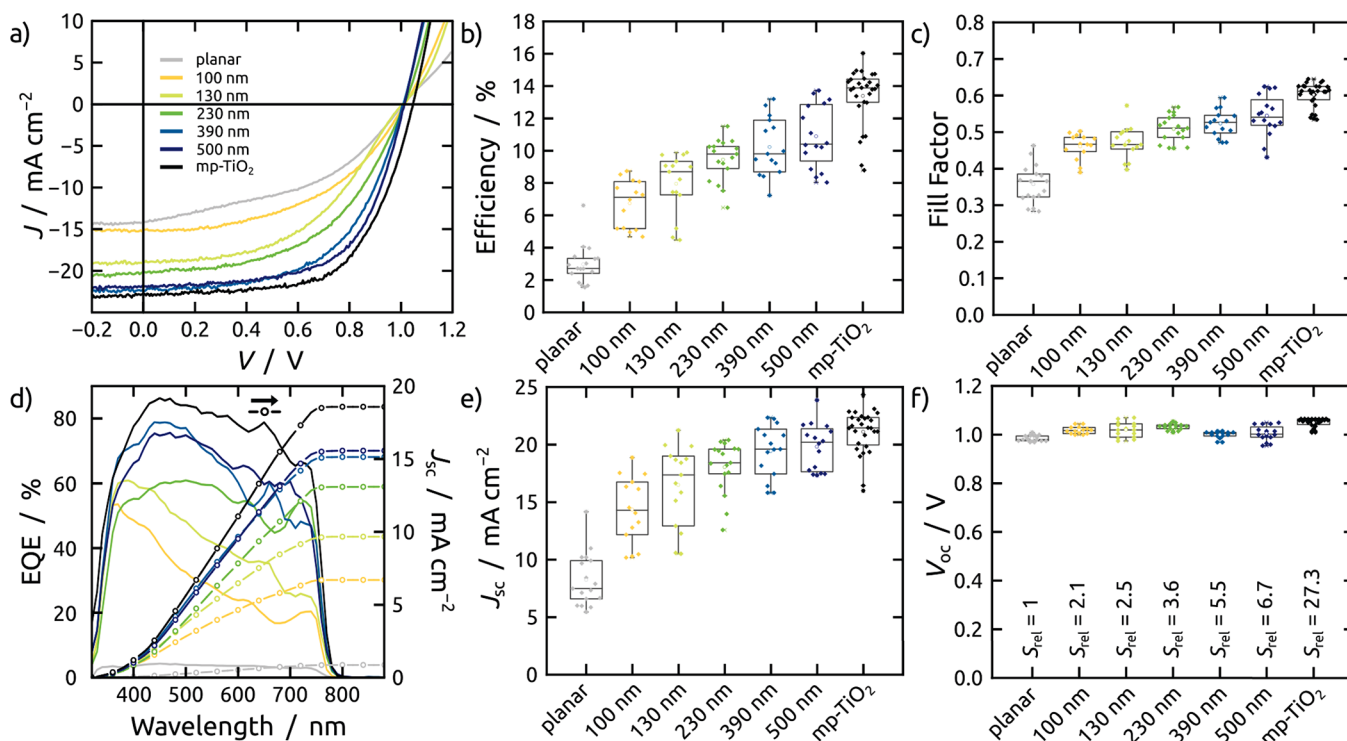 a)
10
5
0
−5
−10
−15
−20
J / mA cm⁻²
planar
100 nm
130 nm
230 nm
390 nm
500 nm
mp-TiO₂
−0.2 0.0 0.2 0.4 0.6 0.8 1.0 1.2
V / V
b)
18
16
14
12
10
8
6
4
2
0
Efficiency / %
planar
100 nm
130 nm
230 nm
390 nm
500 nm
mp-TiO₂
c)
0.8
0.7
0.6
0.5
0.4
0.3
0.2
0.1
0.0
Fill Factor
planar
100 nm
130 nm
230 nm
390 nm
500 nm
mp-TiO₂
d)
80
60
40
20
0
EQE / %
20
15
10
5
0
Jsc / mA cm⁻²
400 500 600 700 800
Wavelength / nm
e)
25
20
15
10
5
0
Jsc / mA cm⁻²
planar
100 nm
130 nm
230 nm
390 nm
500 nm
mp-TiO₂
f)
1.2
1.0
0.8
0.6
0.4
0.2
0.0
Voc / V
Srel = 1
Srel = 2.1
Srel = 2.5
Srel = 3.6
Srel = 5.5
Srel = 6.7
Srel = 27.3
planar
100 nm
130 nm
230 nm
390 nm
500 nm
mp-TiO₂